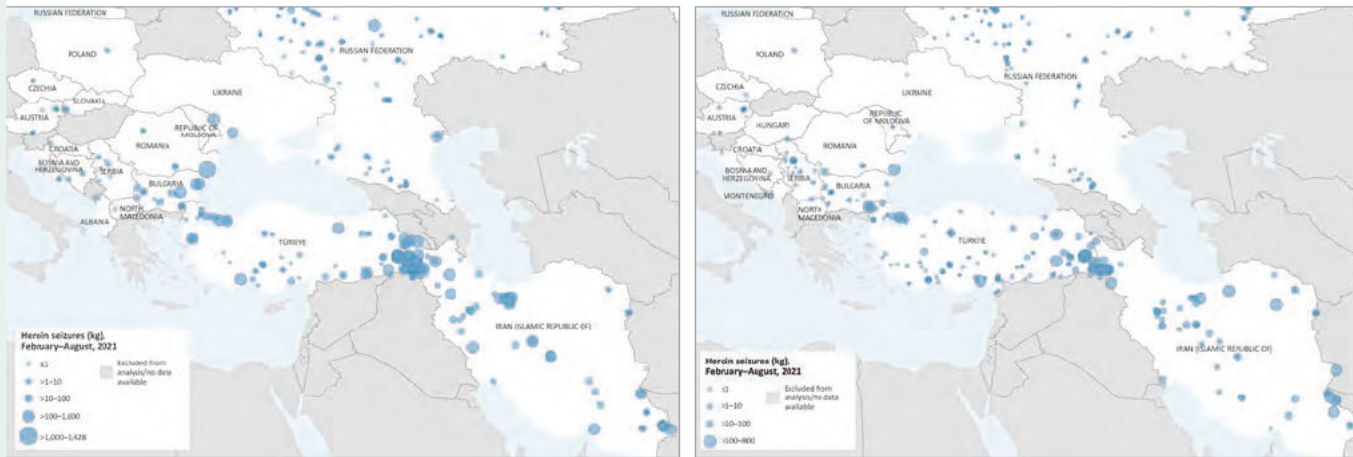 RUSSIAN FEDERATION
POLAND
RUSSIAN FEDERATION
CZECHIA
SLOVAKIA
UKRAINE
AUSTRIA
REPUBLIC OF
MOLDOVA
ROMANIA
CROATIA
BOSNIA AND
HERZEGOVINA
SERBIA
BULGARIA
ALBANIA
NORTH
MACEDONIA
TÜRKIYE
IRAN (ISLAMIC REPUBLIC OF)
Heroin seizures (kg),
February–August, 2021
≤1
>1–10
>10–100
>100–1,000
>1,000–1,428
Excluded from
analysis/no data
available
RUSSIAN FEDERATION
POLAND
RUSSIAN FEDERATION
CZECHIA
UKRAINE
AUSTRIA
HUNGARY
REPUBLIC
OF MOLDOVA
ROMANIA
CROATIA
BOSNIA AND
HERZEGOVINA
SERBIA
MONTENEGRO
BULGARIA
NORTH
MACEDONIA
TÜRKIYE
IRAN (ISLAMIC REPUBLIC OF)
Heroin seizures (kg),
February–August, 2021
≤1
>1–10
>10–100
>100–800
Excluded from
analysis/no data
available